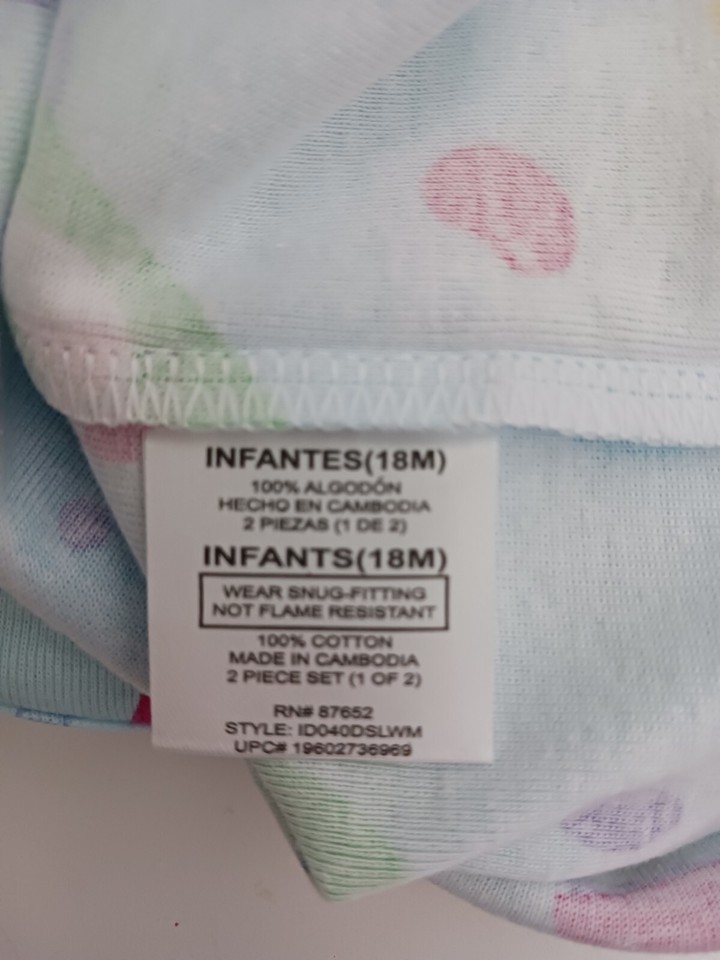 INFANTES(18M)
100% ALGODÓN
HECHO EN CAMBODIA
2 PIEZAS (1 DE 2)
INFANTS(18M)
WEAR SNUG-FITTING
NOT FLAME RESISTANT
100% COTTON
MADE IN CAMBODIA
2 PIECE SET (1 OF 2)
RN# 87652
STYLE: ID040DSLWM
UPC# 19602736969